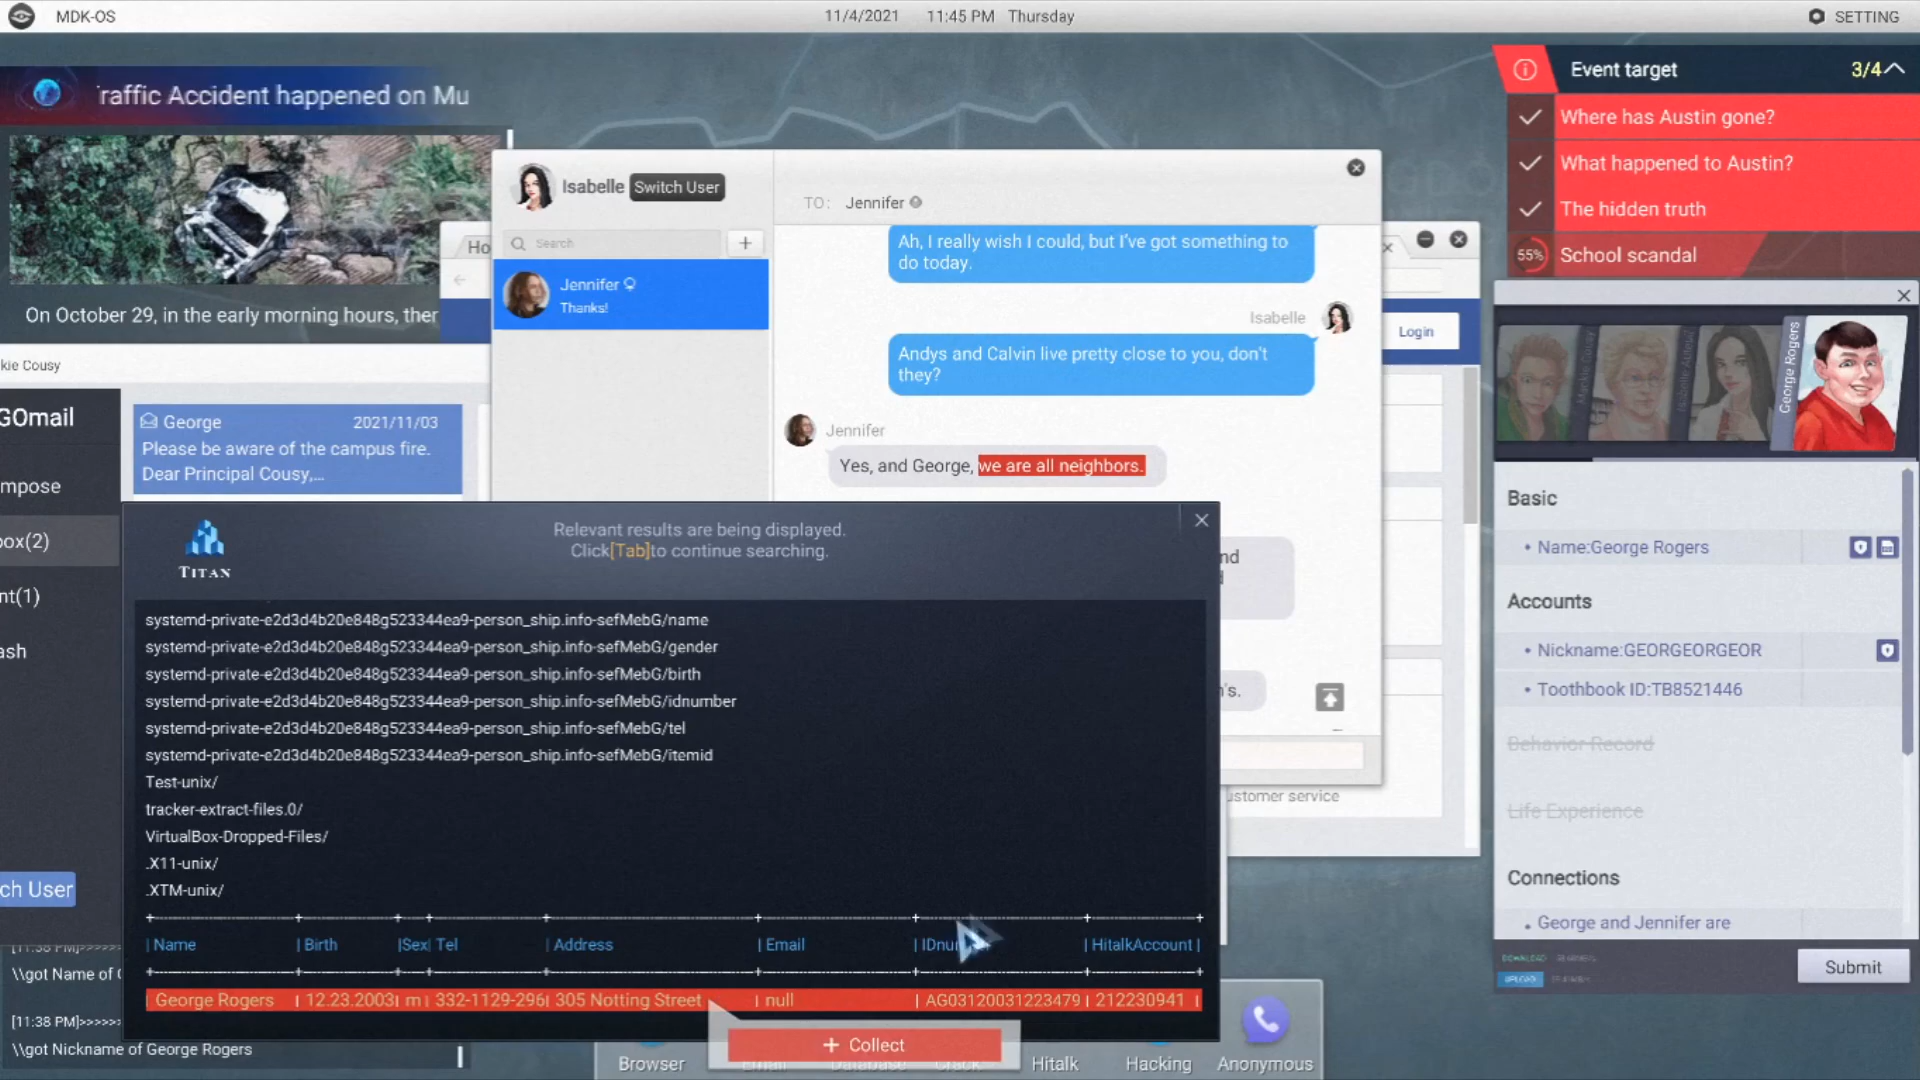 MDK-OS
11/4/2021 11:45 PM Thursday
SETTING
raffic Accident happened on Mu
On October 29, in the early morning hours, ther
kie Cousy
GOmail
mpose
box(2)
nt(1)
ash
ch User
George 2021/11/03
Please be aware of the campus fire.
Dear Principal Cousy,...
Ho
Isabelle Switch User
Search
+
Jennifer
Thanks!
TO: Jennifer
Ah, I really wish I could, but I've got something to
do today.
Isabelle
Andys and Calvin live pretty close to you, don't
they?
Jennifer
Yes, and George, we are all neighbors.
nd
n's.
Login
ustomer service
TITAN
Relevant results are being displayed.
Click[Tab]to continue searching.
systemd-private-e2d3d4b20e848g523344ea9-person_ship.info-sefMebG/name
systemd-private-e2d3d4b20e848g523344ea9-person_ship.info-sefMebG/gender
systemd-private-e2d3d4b20e848g523344ea9-person_ship.info-sefMebG/birth
systemd-private-e2d3d4b20e848g523344ea9-person_ship.info-sefMebG/idnumber
systemd-private-e2d3d4b20e848g523344ea9-person_ship.info-sefMebG/tel
systemd-private-e2d3d4b20e848g523344ea9-person_ship.info-sefMebG/itemid
Test-unix/
tracker-extract-files.0/
VirtualBox-Dropped-Files/
.X11-unix/
.XTM-unix/
|Name |Birth |Sex| Tel |Address |Email |IDnu |HitalkAccount|
| George Rogers | 12.23.2003| m | 332-1129-296| 305 Notting Street | null | AG03120031223479 | 212230941 |
+ Collect
[11:38 PM]>>>>>
\\got Name of G
[11:38 PM]>>>>>
\\got Nickname of George Rogers
Browser Email Database Crack Hitalk Hacking Anonymous
Event target 3/4
Where has Austin gone?
What happened to Austin?
The hidden truth
55% School scandal
George Rogers
Basic
• Name:George Rogers
Accounts
• Nickname:GEORGEORGEOR
• Toothbook ID:TB8521446
Behavior Record
Life Experience
Connections
• George and Jennifer are
DOWNLOAD
UPLOAD
Submit